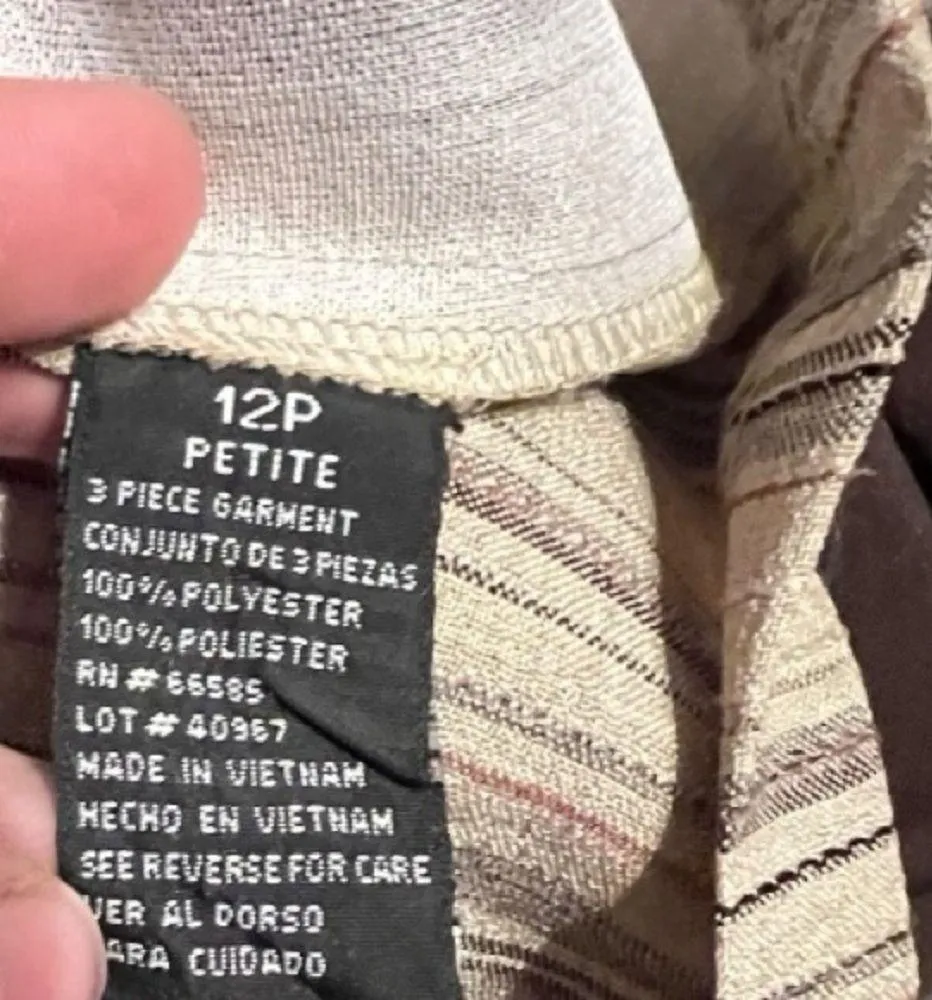 12P
PETITE
3 PIECE GARMENT
CONJUNTO DE 3 PIEZAS
100% POLYESTER
100% POLIESTER
RN # 66585
LOT # 40967
MADE IN VIETNAM
HECHO EN VIETNAM
SEE REVERSE FOR CARE
VER AL DORSO
ARA CUIDADO